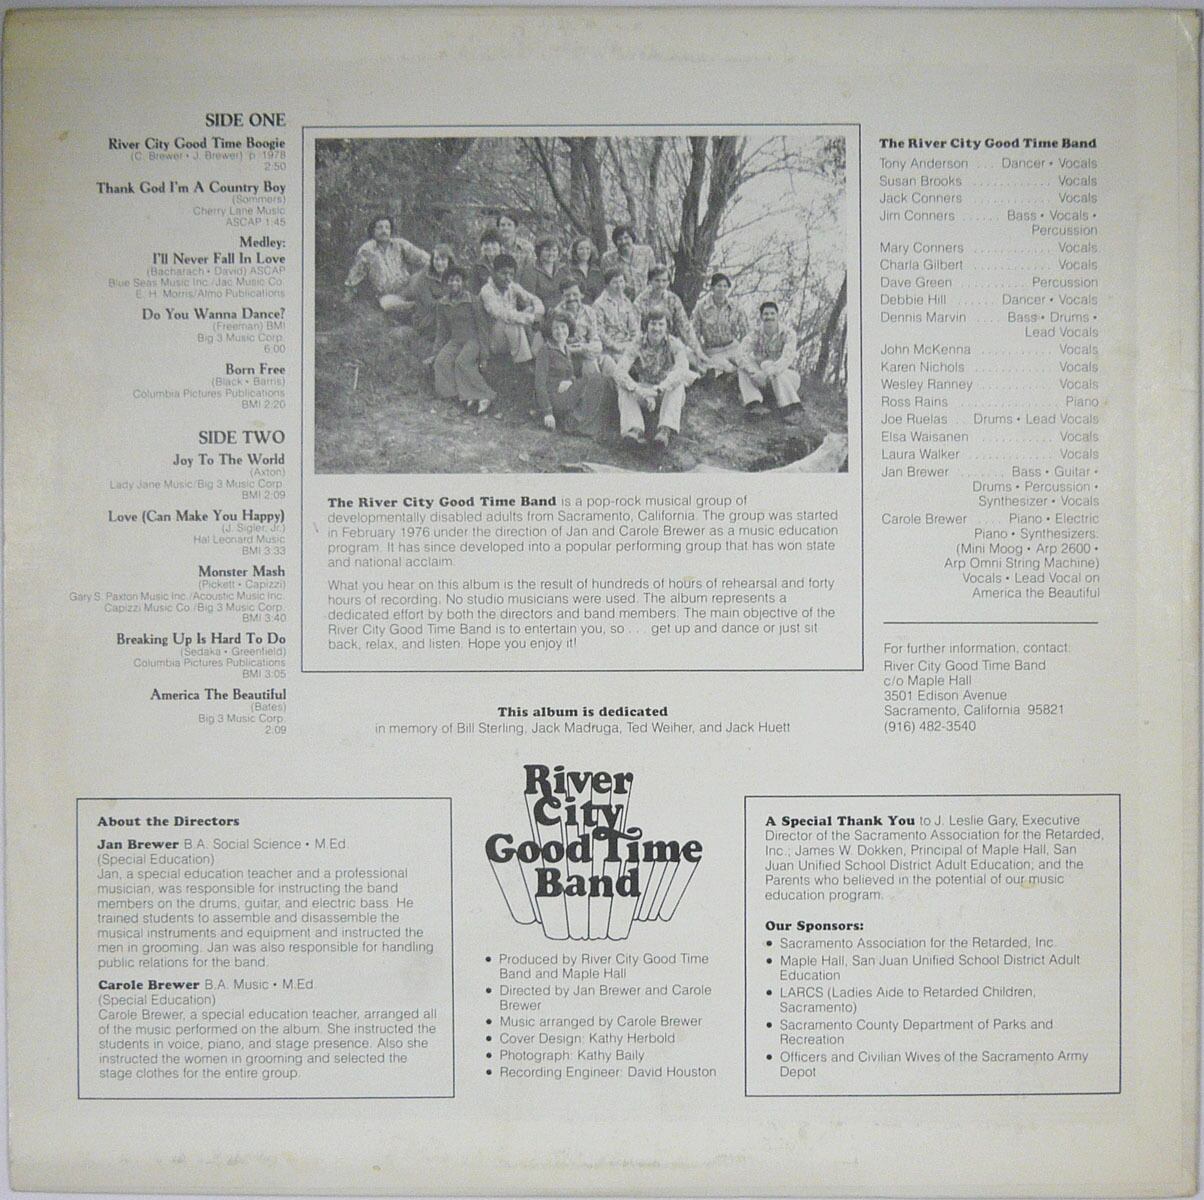 SIDE ONE
River City Good Time Boogie
(C. Brewer • J. Brewer) p 1978
2:50
Thank God I'm A Country Boy
(Sommers)
Cherry Lane Music
ASCAP 1:45
Medley:
I'll Never Fall In Love
(Bacharach • David) ASCAP
Blue Seas Music Inc./Jac Music Co.
E. H. Morris/Almo Publications
Do You Wanna Dance?
(Freeman) BMI
Big 3 Music Corp.
6:00
Born Free
(Black • Barris)
Columbia Pictures Publications
BMI 2:20
SIDE TWO
Joy To The World
(Axton)
Lady Jane Music/Big 3 Music Corp.
BMI 2:09
Love (Can Make You Happy)
(J. Sigler, Jr.)
Hal Leonard Music
BMI 3:33
Monster Mash
(Pickett • Capizzi)
Gary S. Paxton Music Inc./Acoustic Music Inc.
Capizzi Music Co./Big 3 Music Corp.
BMI 3:40
Breaking Up Is Hard To Do
(Sedaka • Greenfield)
Columbia Pictures Publications
BMI 3:05
America The Beautiful
(Bates)
Big 3 Music Corp.
2:09
The River City Good Time Band is a pop-rock musical group of
developmentally disabled adults from Sacramento, California. The group was started
in February 1976 under the direction of Jan and Carole Brewer as a music education
program. It has since developed into a popular performing group that has won state
and national acclaim.
What you hear on this album is the result of hundreds of hours of rehearsal and forty
hours of recording. No studio musicians were used. The album represents a
dedicated effort by both the directors and band members. The main objective of the
River City Good Time Band is to entertain you, so . . . get up and dance or just sit
back, relax, and listen. Hope you enjoy it!
The River City Good Time Band
Tony Anderson . . . Dancer • Vocals
Susan Brooks . . . . . . . . . . . . Vocals
Jack Conners . . . . . . . . . . . . Vocals
Jim Conners . . . . . . Bass • Vocals •
Percussion
Mary Conners . . . . . . . . . . . . Vocals
Charla Gilbert . . . . . . . . . . . . Vocals
Dave Green . . . . . . . . . Percussion
Debbie Hill . . . . . . Dancer • Vocals
Dennis Marvin . . . . Bass • Drums •
Lead Vocals
John McKenna . . . . . . . . . . . Vocals
Karen Nichols . . . . . . . . . . . Vocals
Wesley Ranney . . . . . . . . . . . Vocals
Ross Rains . . . . . . . . . . . . . . Piano
Joe Ruelas . . Drums • Lead Vocals
Elsa Waisanen . . . . . . . . . . . Vocals
Laura Walker . . . . . . . . . . . . Vocals
Jan Brewer . . . . . . Bass • Guitar •
Drums • Percussion •
Synthesizer • Vocals
Carole Brewer . . . . Piano • Electric
Piano • Synthesizers:
(Mini Moog • Arp 2600 •
Arp Omni String Machine)
Vocals • Lead Vocal on
America the Beautiful
For further information, contact:
River City Good Time Band
c/o Maple Hall
3501 Edison Avenue
Sacramento, California 95821
(916) 482-3540
This album is dedicated
in memory of Bill Sterling, Jack Madruga, Ted Weiher, and Jack Huett
About the Directors
Jan Brewer B.A. Social Science • M.Ed.
(Special Education)
Jan, a special education teacher and a professional
musician, was responsible for instructing the band
members on the drums, guitar, and electric bass. He
trained students to assemble and disassemble the
musical instruments and equipment and instructed the
men in grooming. Jan was also responsible for handling
public relations for the band.
Carole Brewer B.A. Music • M.Ed.
(Special Education)
Carole Brewer, a special education teacher, arranged all
of the music performed on the album. She instructed the
students in voice, piano, and stage presence. Also she
instructed the women in grooming and selected the
stage clothes for the entire group.
River
City
Good Time
Band
• Produced by River City Good Time
Band and Maple Hall
• Directed by Jan Brewer and Carole
Brewer
• Music arranged by Carole Brewer
• Cover Design: Kathy Herbold
• Photograph: Kathy Baily
• Recording Engineer: David Houston
A Special Thank You to J. Leslie Gary, Executive
Director of the Sacramento Association for the Retarded,
Inc.; James W. Dokken, Principal of Maple Hall, San
Juan Unified School District Adult Education; and the
Parents who believed in the potential of our music
education program.
Our Sponsors:
• Sacramento Association for the Retarded, Inc.
• Maple Hall, San Juan Unified School District Adult
Education
• LARCS (Ladies Aide to Retarded Children,
Sacramento)
• Sacramento County Department of Parks and
Recreation
• Officers and Civilian Wives of the Sacramento Army
Depot